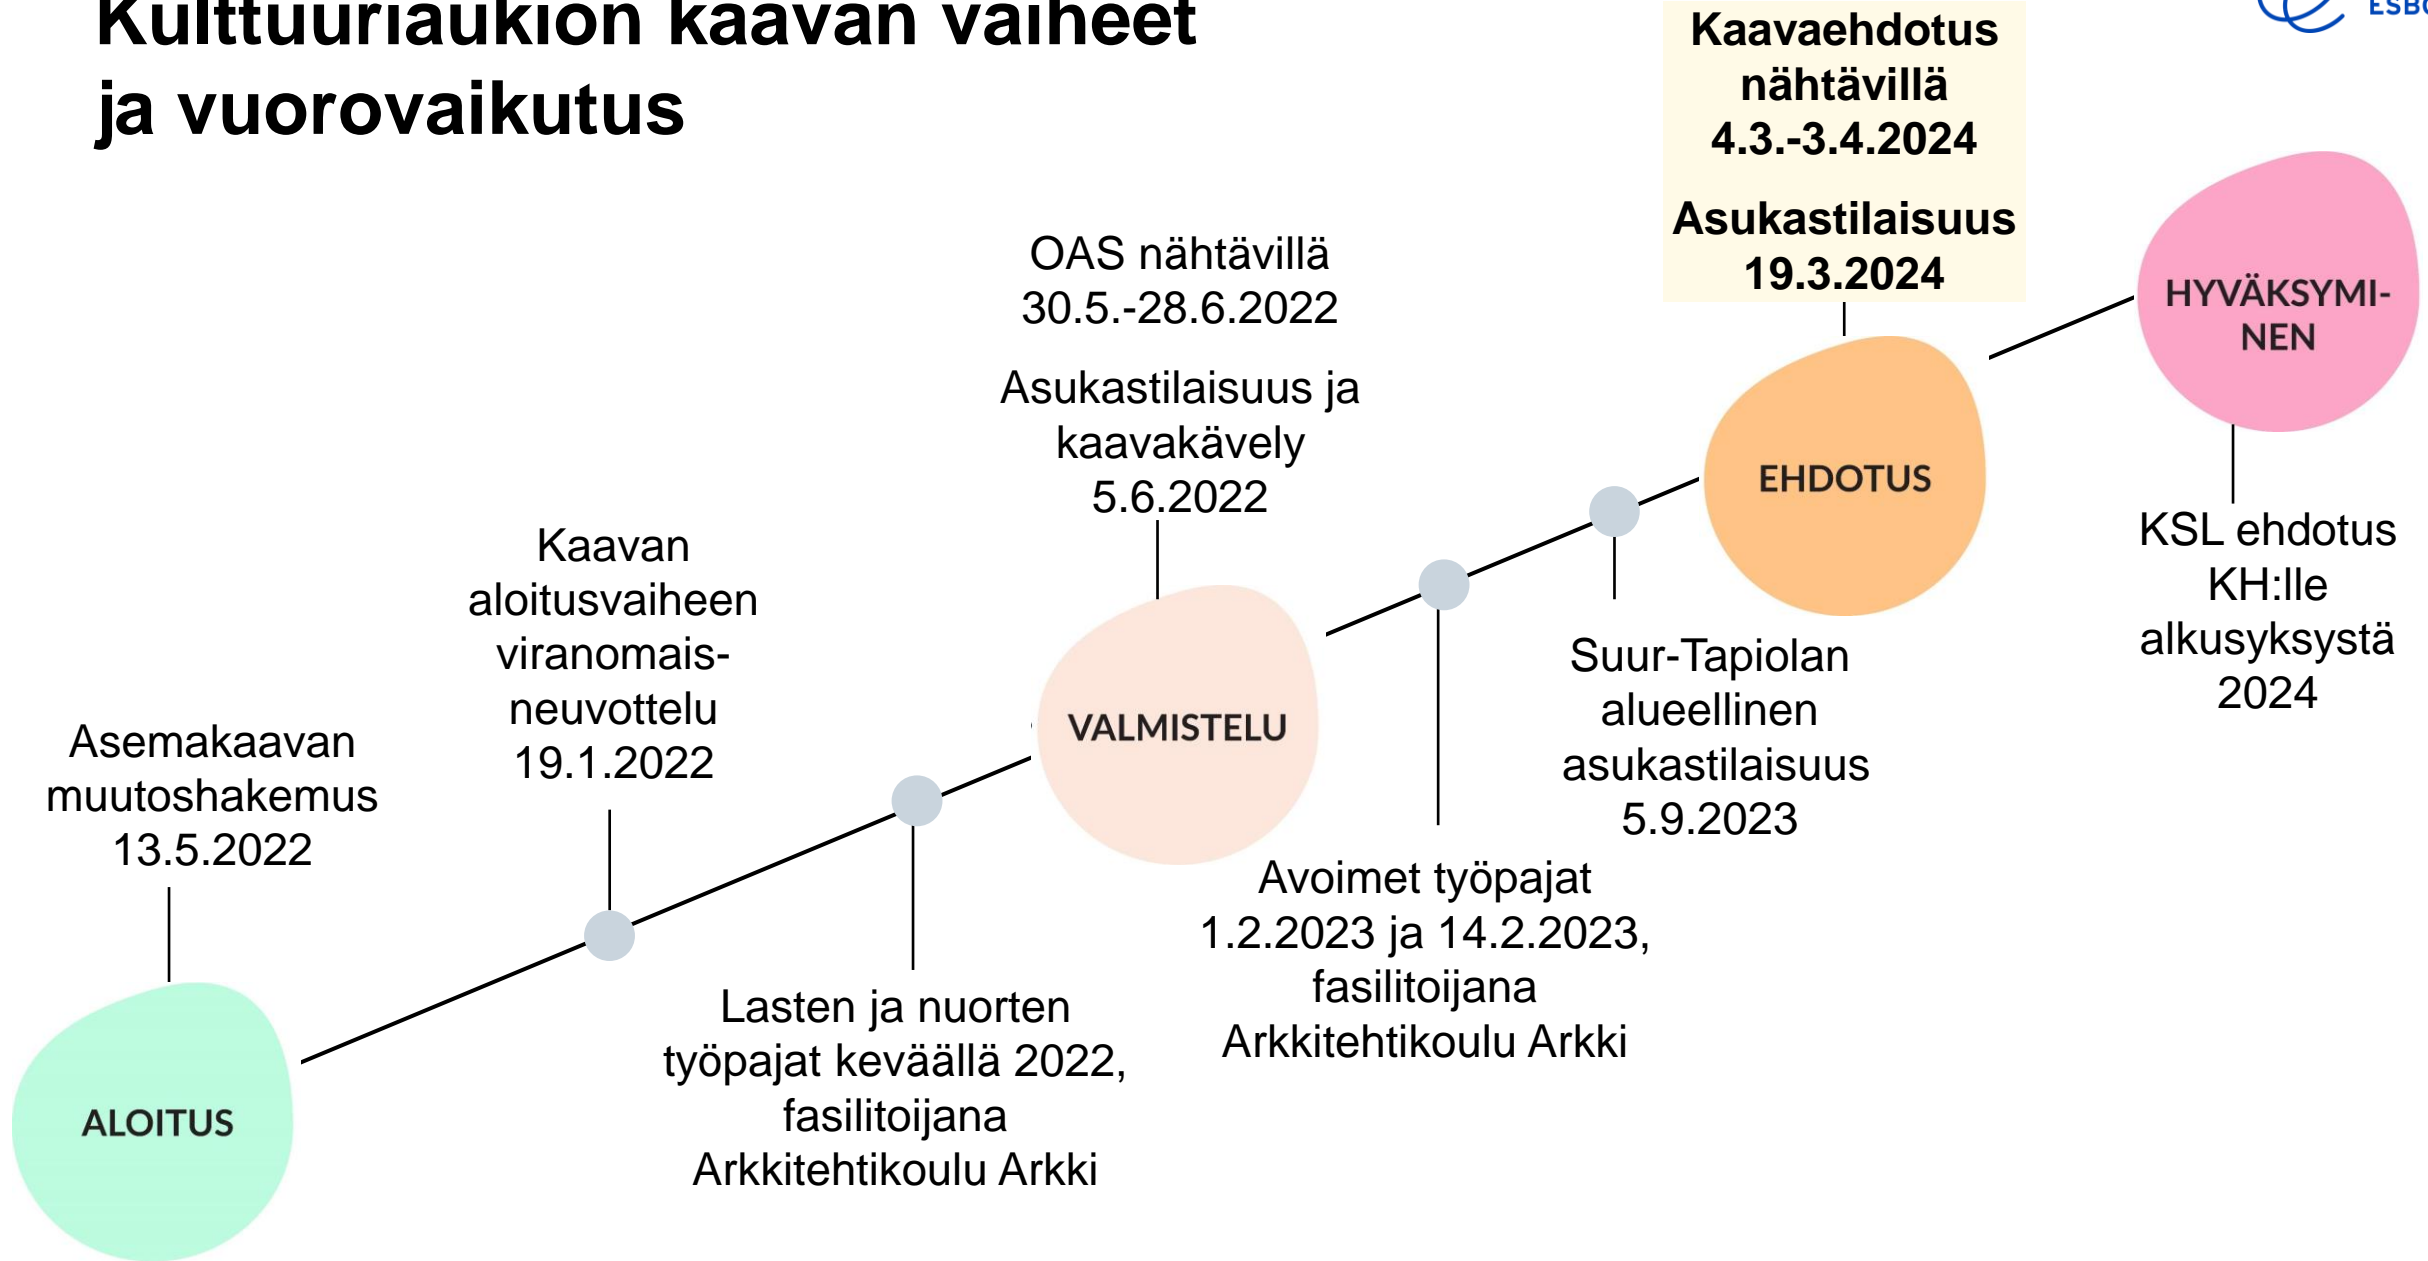 Kulttuuriaukion kaavan vaiheet
ja vuorovaikutus
Kaavaehdotus
nähtävillä
4.3.-3.4.2024
Asukastilaisuus
19.3.2024
OAS nähtävillä
30.5.-28.6.2022
Asukastilaisuus ja
kaavakävely
5.6.2022
Kaavan
aloitusvaiheen
viranomais-
neuvottelu
19.1.2022
Asemakaavan
muutoshakemus
13.5.2022
ALOITUS
Lasten ja nuorten
työpajat keväällä 2022,
fasilitoijana
Arkkitehtikoulu Arkki
VALMISTELU
Avoimet työpajat
1.2.2023 ja 14.2.2023,
fasilitoijana
Arkkitehtikoulu Arkki
Suur-Tapiolan
alueellinen
asukastilaisuus
5.9.2023
EHDOTUS
HYVÄKSYMI-
NEN
KSL ehdotus
KH:lle
alkusyksystä
2024